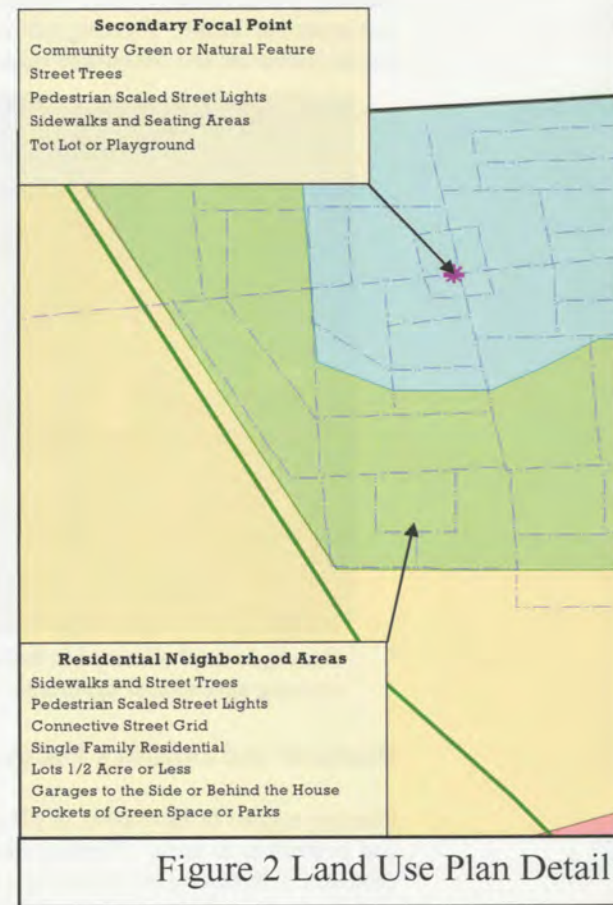 Secondary Focal Point
Community Green or Natural Feature
Street Trees
Pedestrian Scaled Street Lights
Sidewalks and Seating Areas
Tot Lot or Playground
Residential Neighborhood Areas
Sidewalks and Street Trees
Pedestrian Scaled Street Lights
Connective Street Grid
Single Family Residential
Lots 1/2 Acre or Less
Garages to the Side or Behind the House
Pockets of Green Space or Parks
Figure 2 Land Use Plan Detail